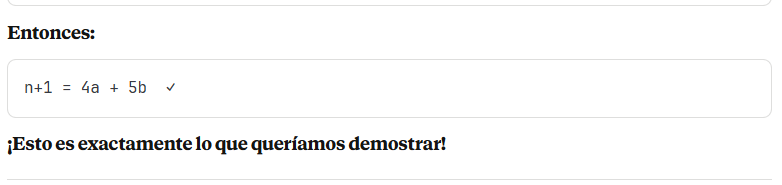 Entonces:
n+1 = 4a + 5b ✓
¡Esto es exactamente lo que queríamos demostrar!